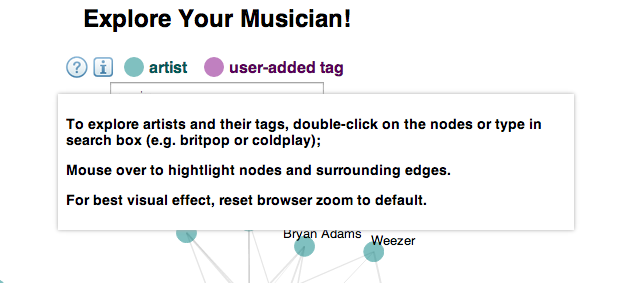 Explore Your Musician!
? i artist user-added tag
To explore artists and their tags, double-click on the nodes or type in
search box (e.g. britpop or coldplay);
Mouse over to hightlight nodes and surrounding edges.
For best visual effect, reset browser zoom to default.
Bryan Adams
Weezer